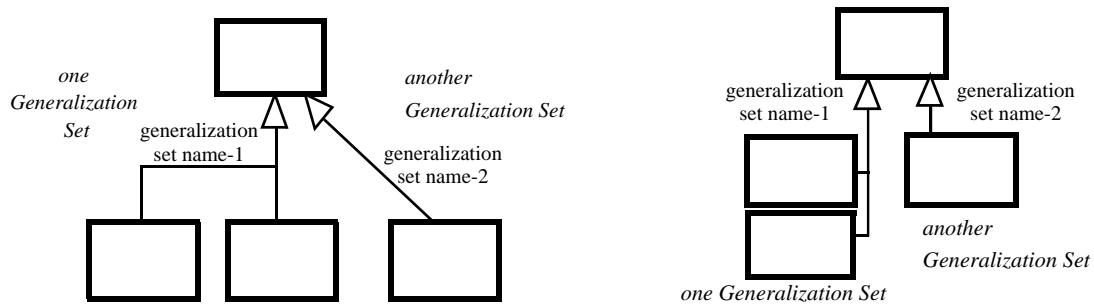 one
Generalization
Set
another
Generalization Set
generalization
set name-1
generalization
set name-2
generalization
set name-1
generalization
set name-2
another
Generalization Set
one Generalization Set